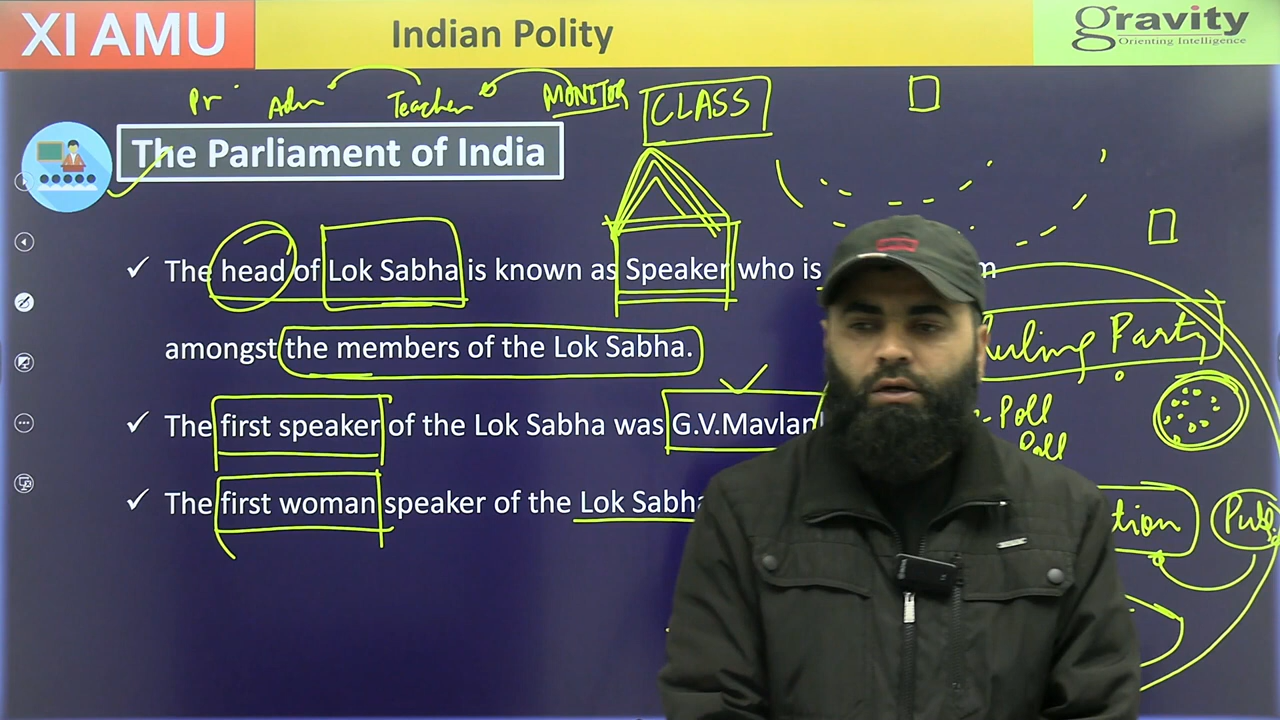 XI AMU
Indian Polity
gravity
Orienting Intelligence
Pr Adm Teacher MONITOR CLASS
The Parliament of India
✓ The head of Lok Sabha is known as Speaker who is
amongst the members of the Lok Sabha.
Ruling Party
✓ The first speaker of the Lok Sabha was G.V.Mavlan
-Poll
Poll
✓ The first woman speaker of the Lok Sabha
tion